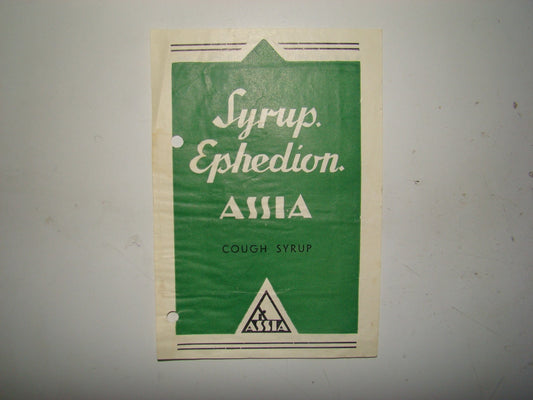 Syrup.
Ephedion.
ASSIA
COUGH SYRUP
ASSIA